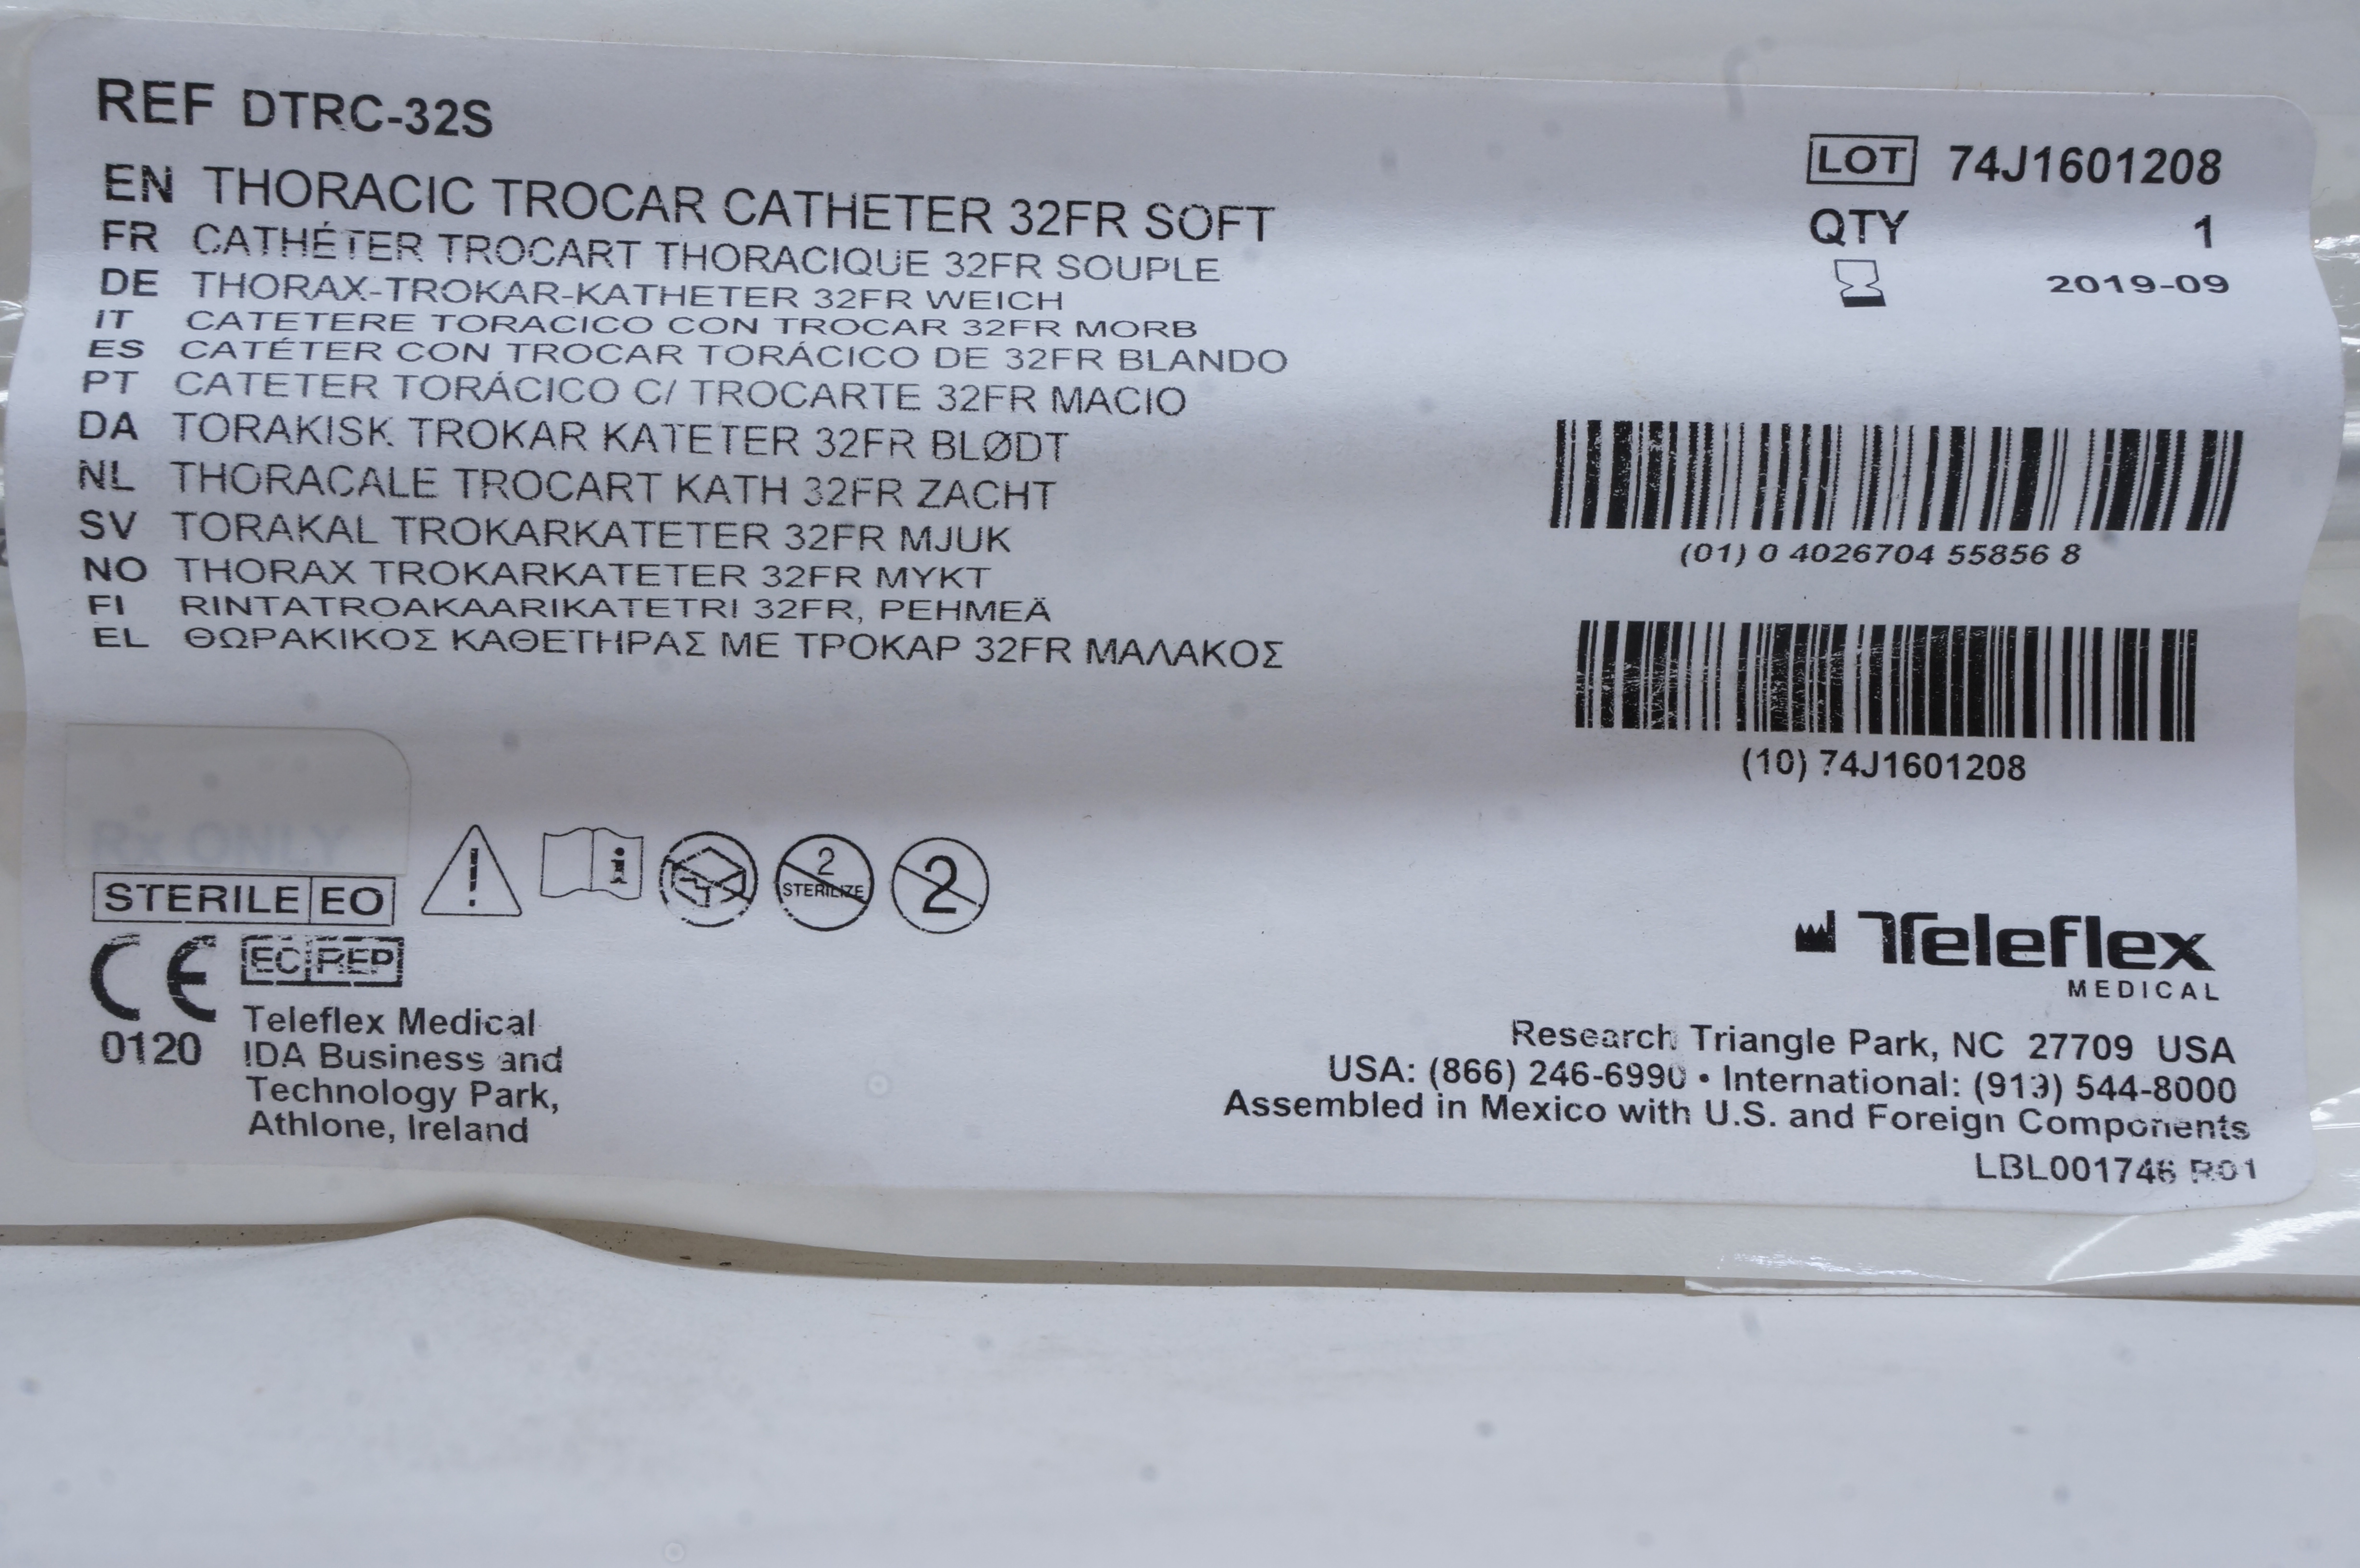 REF DTRC-32S
EN THORACIC TROCAR CATHETER 32FR SOFT
FR CATHÉTER TROCART THORACIQUE 32FR SOUPLE
DE THORAX-TROKAR-KATHETER 32FR WEICH
IT CATETERE TORACICO CON TROCAR 32FR MORB
ES CATÉTER CON TROCAR TORÁCICO DE 32FR BLANDO
PT CATETER TORÁCICO C/ TROCARTE 32FR MACIO
DA TORAKISK TROKAR KATETER 32FR BLØDT
NL THORACALE TROCART KATH 32FR ZACHT
SV TORAKAL TROKARKATETER 32FR MJUK
NO THORAX TROKARKATETER 32FR MYKT
FI RINTATROAKAARIKATETRI 32FR, PEHMEÄ
EL ΘΩΡΑΚΙΚΟΣ ΚΑΘΕΤΗΡΑΣ ΜΕ ΤΡΟΚΑΡ 32FR ΜΑΛΑΚΟΣ
LOT 74J1601208
QTY 1
2019-09
(01) 0 4026704 55856 8
(10) 74J1601208
Rx ONLY
STERILE EO
2 STERILIZE
2
CE
0120
EC REP
Teleflex Medical
IDA Business and
Technology Park,
Athlone, Ireland
Teleflex
MEDICAL
Research Triangle Park, NC 27709 USA
USA: (866) 246-6990 • International: (919) 544-8000
Assembled in Mexico with U.S. and Foreign Components
LBL001746 R01